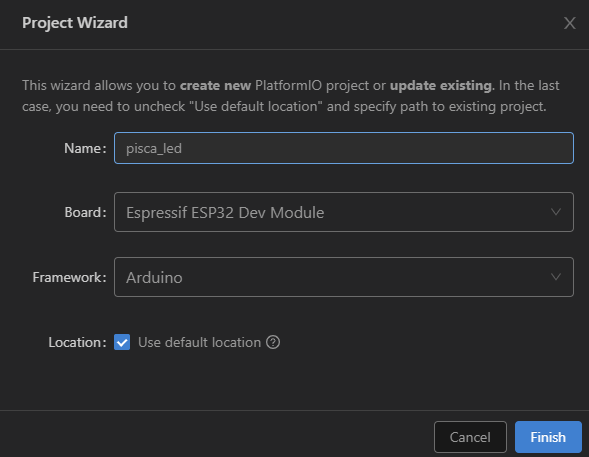 Project Wizard
This wizard allows you to create new PlatformIO project or update existing. In the last
case, you need to uncheck "Use default location" and specify path to existing project.
Name: pisca_led
Board: Espressif ESP32 Dev Module
Framework: Arduino
Location: Use default location
Cancel Finish